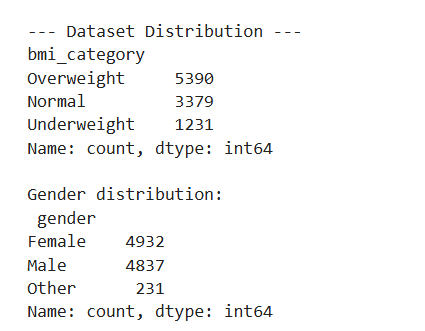 --- Dataset Distribution ---
bmi_category
Overweight     5390
Normal         3379
Underweight    1231
Name: count, dtype: int64

Gender distribution:
 gender
Female    4932
Male      4837
Other      231
Name: count, dtype: int64